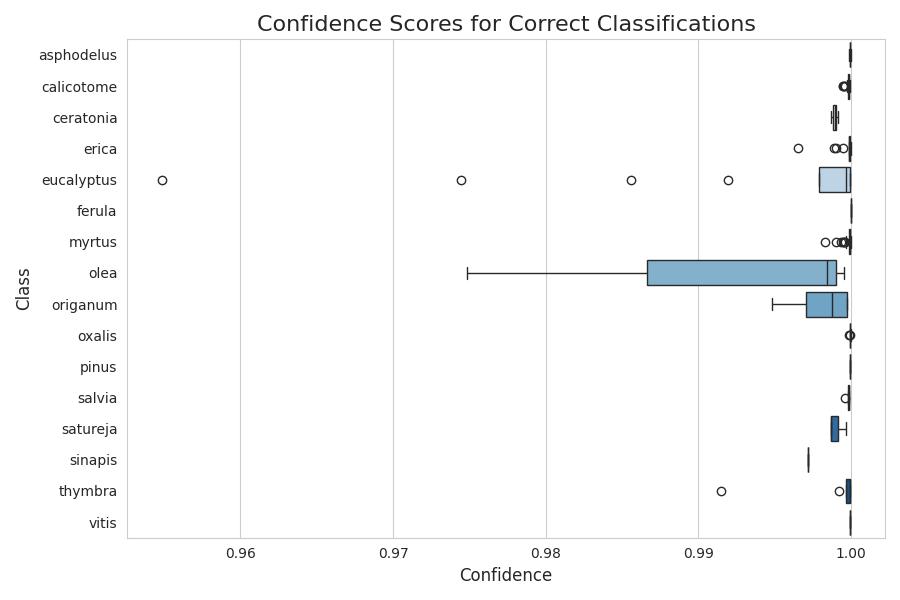 Confidence Scores for Correct Classifications
Class
asphodelus
calicotome
ceratonia
erica
eucalyptus
ferula
myrtus
olea
origanum
oxalis
pinus
salvia
satureja
sinapis
thymbra
vitis
0.96 0.97 0.98 0.99 1.00
Confidence